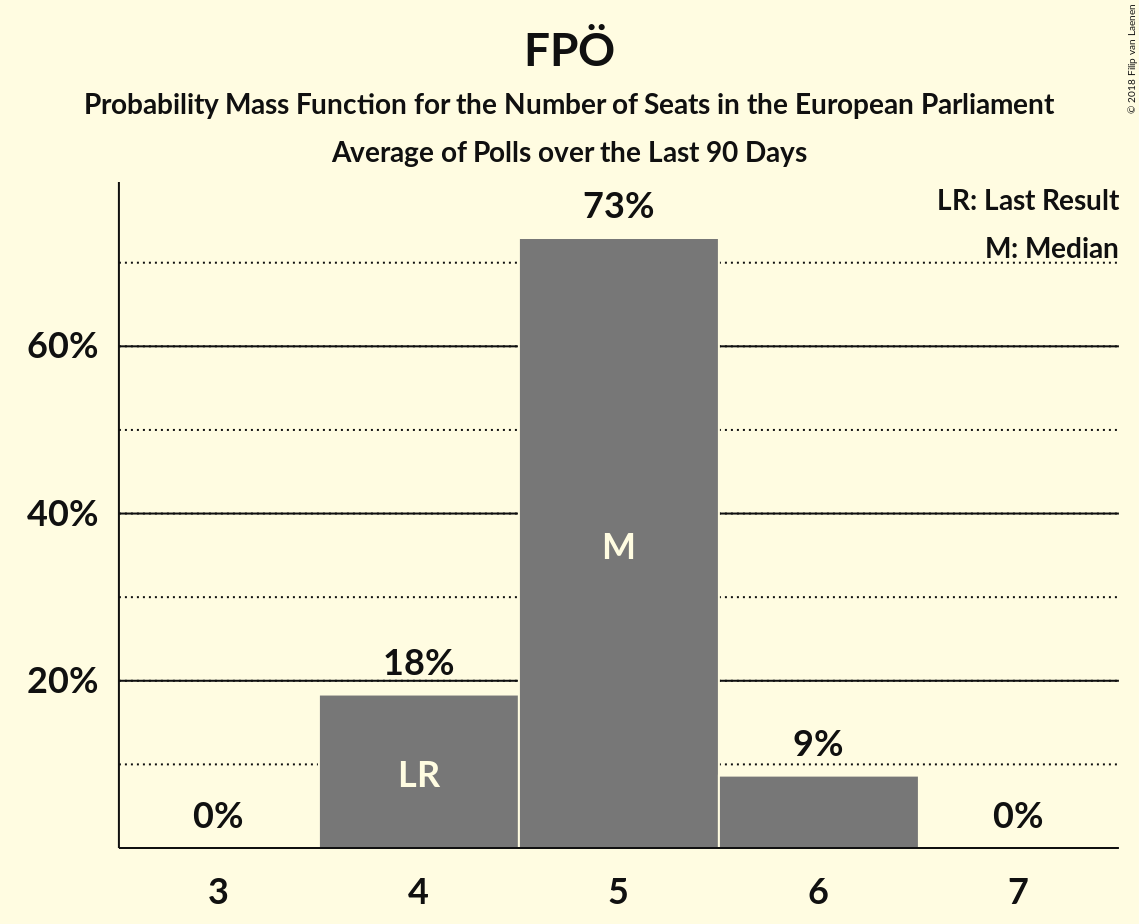 FPÖ
Probability Mass Function for the Number of Seats in the European Parliament
Average of Polls over the Last 90 Days
© 2018 Filip van Laenen
LR: Last Result
M: Median
73%
60%
40%
M
20%
18%
LR
9%
0%
0%
3
4
5
6
7